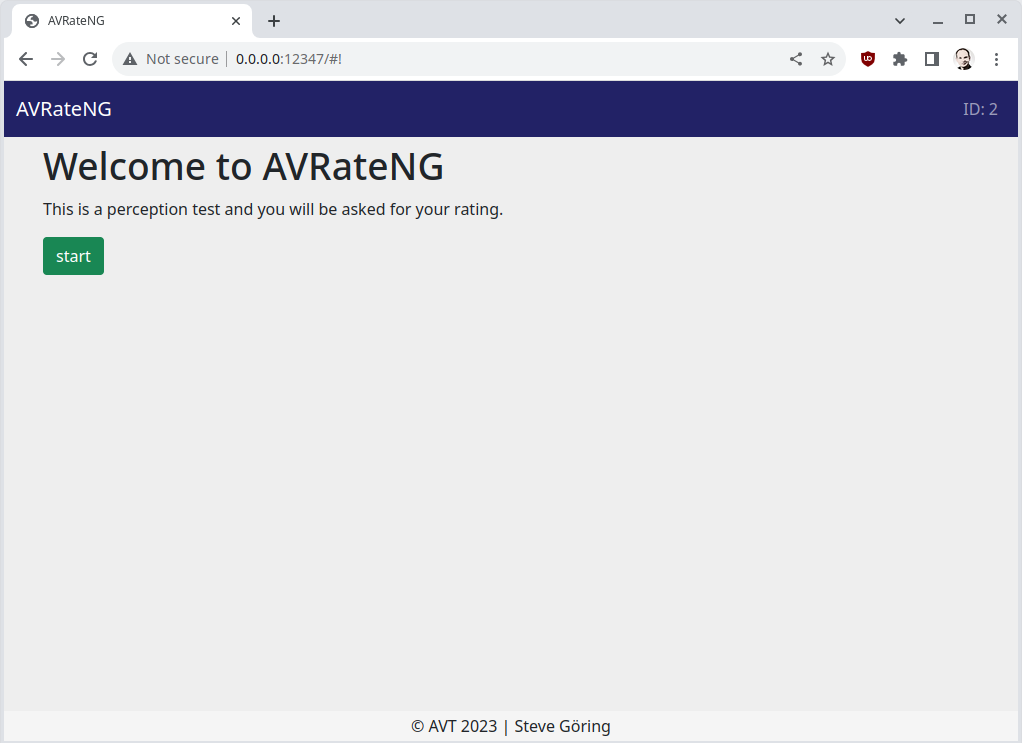 AVRateNG
Not secure | 0.0.0.0:12347/#!
AVRateNG
ID: 2
Welcome to AVRateNG
This is a perception test and you will be asked for your rating.
start
© AVT 2023 | Steve Göring